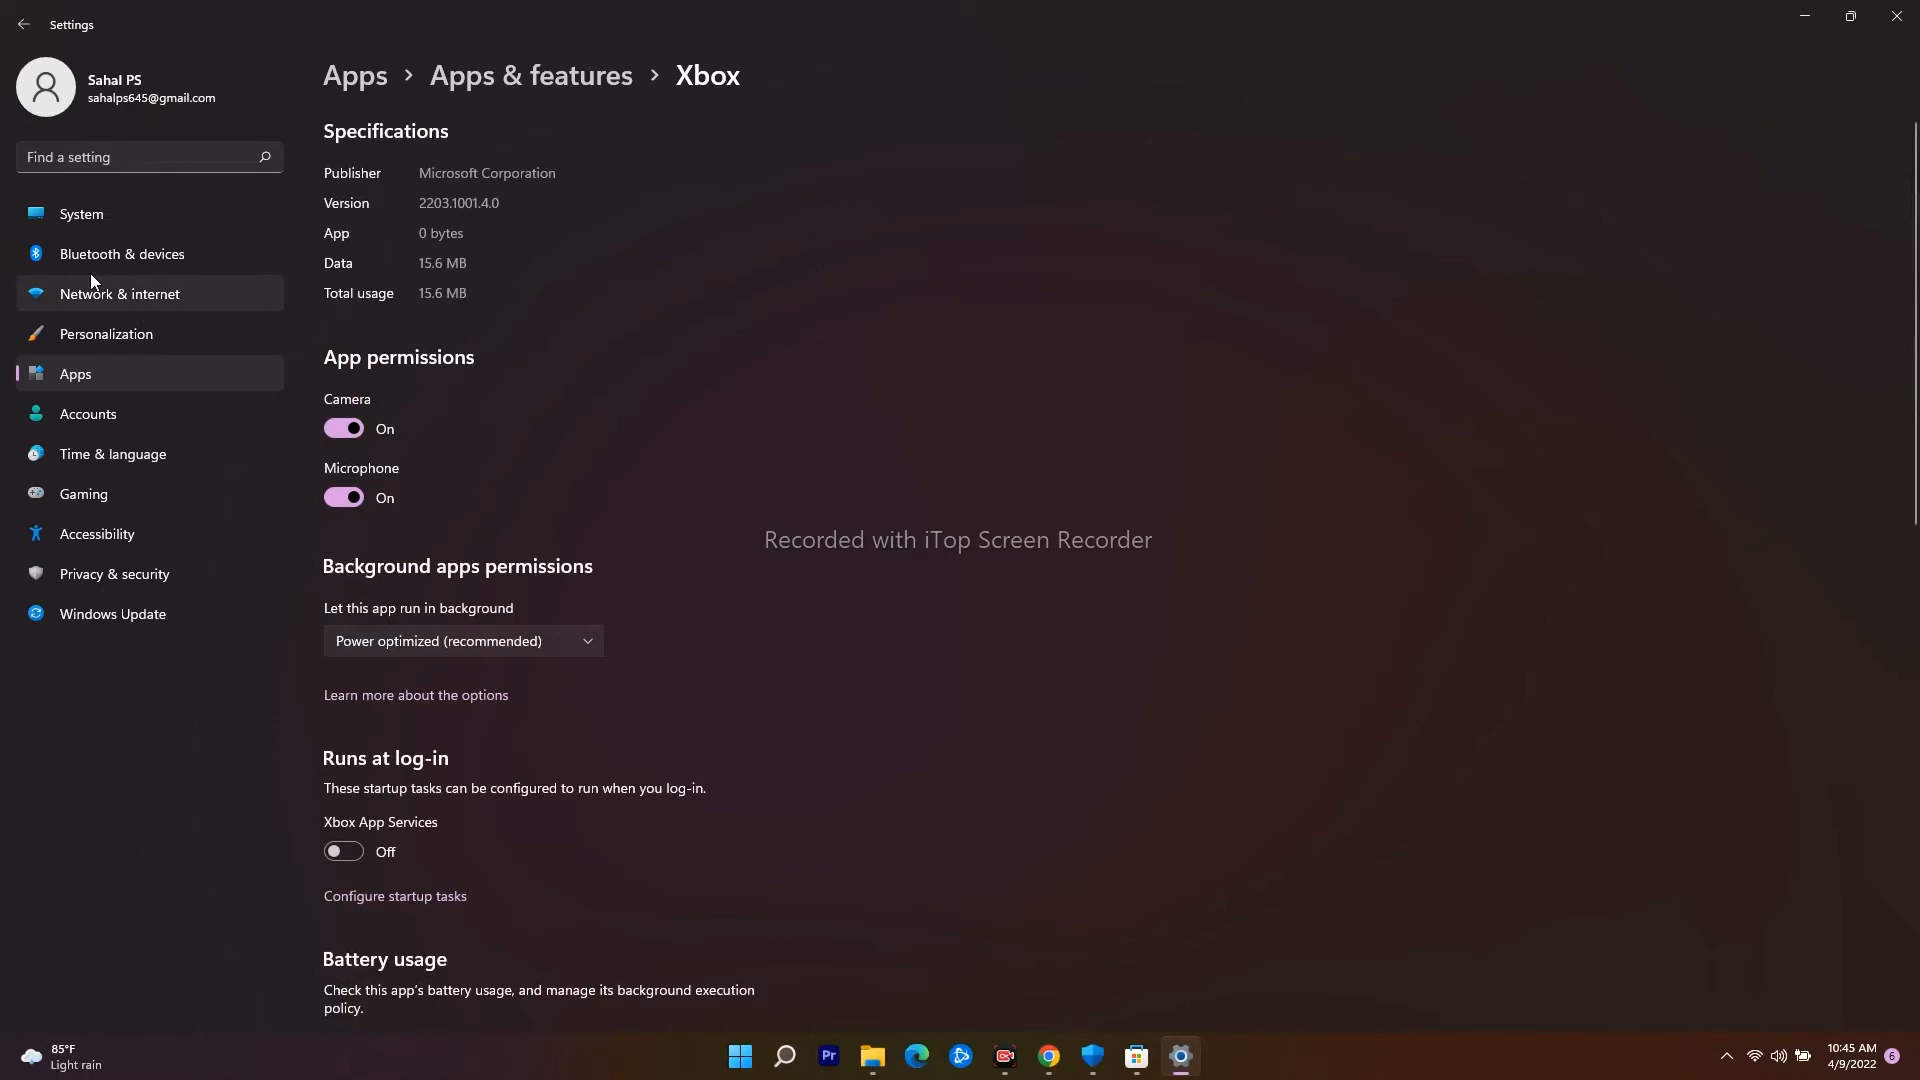 Settings
Sahal PS
sahalps645@gmail.com
Find a setting
System
Bluetooth & devices
Network & internet
Personalization
Apps
Accounts
Time & language
Gaming
Accessibility
Privacy & security
Windows Update
Apps > Apps & features > Xbox
Specifications
Publisher Microsoft Corporation
Version 2203.1001.4.0
App 0 bytes
Data 15.6 MB
Total usage 15.6 MB
App permissions
Camera
On
Microphone
On
Recorded with iTop Screen Recorder
Background apps permissions
Let this app run in background
Power optimized (recommended)
Learn more about the options
Runs at log-in
These startup tasks can be configured to run when you log-in.
Xbox App Services
Off
Configure startup tasks
Battery usage
Check this app's battery usage, and manage its background execution
policy.
85°F
Light rain
Pr
10:45 AM
4/9/2022
6